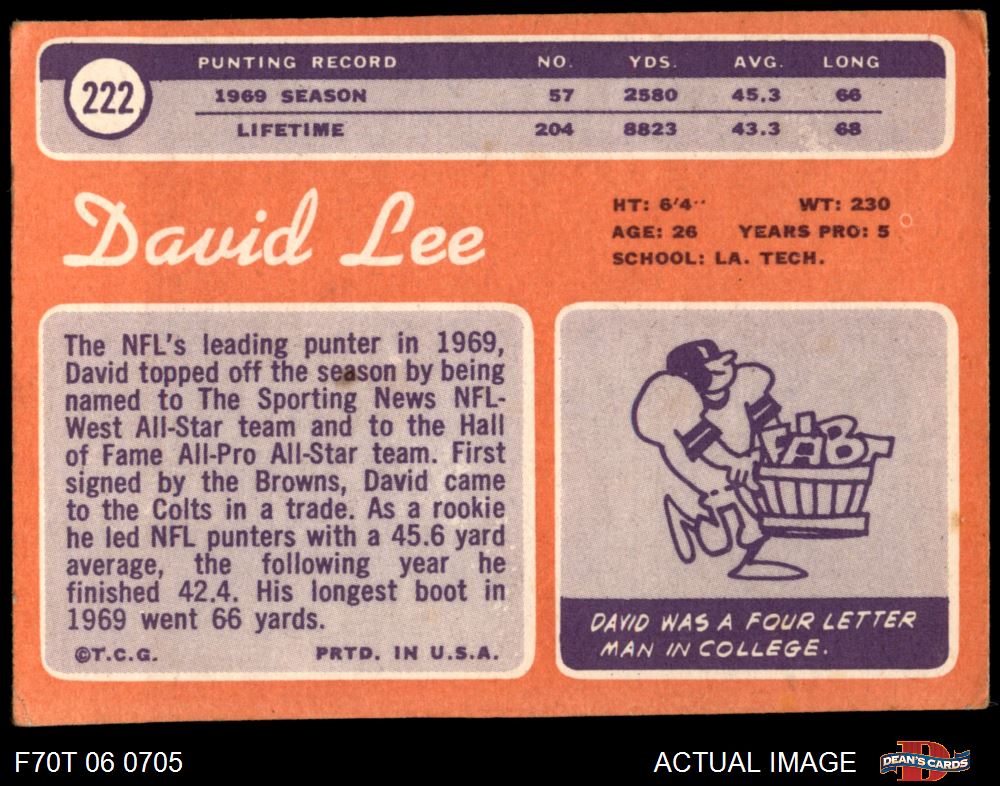 222
PUNTING RECORD NO. YDS. AVG. LONG
1969 SEASON 57 2580 45.3 66
LIFETIME 204 8823 43.3 68
David Lee
HT: 6'4" WT: 230
AGE: 26 YEARS PRO: 5
SCHOOL: LA. TECH.
The NFL's leading punter in 1969,
David topped off the season by being
named to The Sporting News NFL-
West All-Star team and to the Hall
of Fame All-Pro All-Star team. First
signed by the Browns, David came
to the Colts in a trade. As a rookie
he led NFL punters with a 45.6 yard
average, the following year he
finished 42.4. His longest boot in
1969 went 66 yards.
©T.C.G. PRTD. IN U.S.A.
DAVID WAS A FOUR LETTER
MAN IN COLLEGE.
F70T 06 0705 ACTUAL IMAGE
DEAN'S CARDS